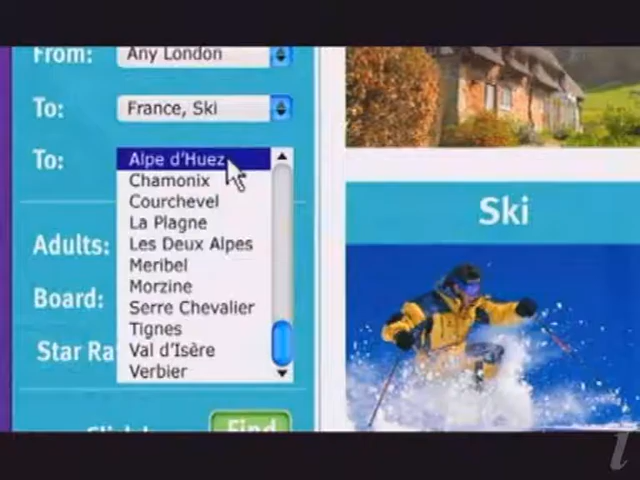 From:
Any London
To:
France, Ski
To:
Alpe d'Huez
Chamonix
Courchevel
La Plagne
Les Deux Alpes
Meribel
Morzine
Serre Chevalier
Tignes
Val d'Isère
Verbier
Adults:
Board:
Star Ra
Find
Ski
t